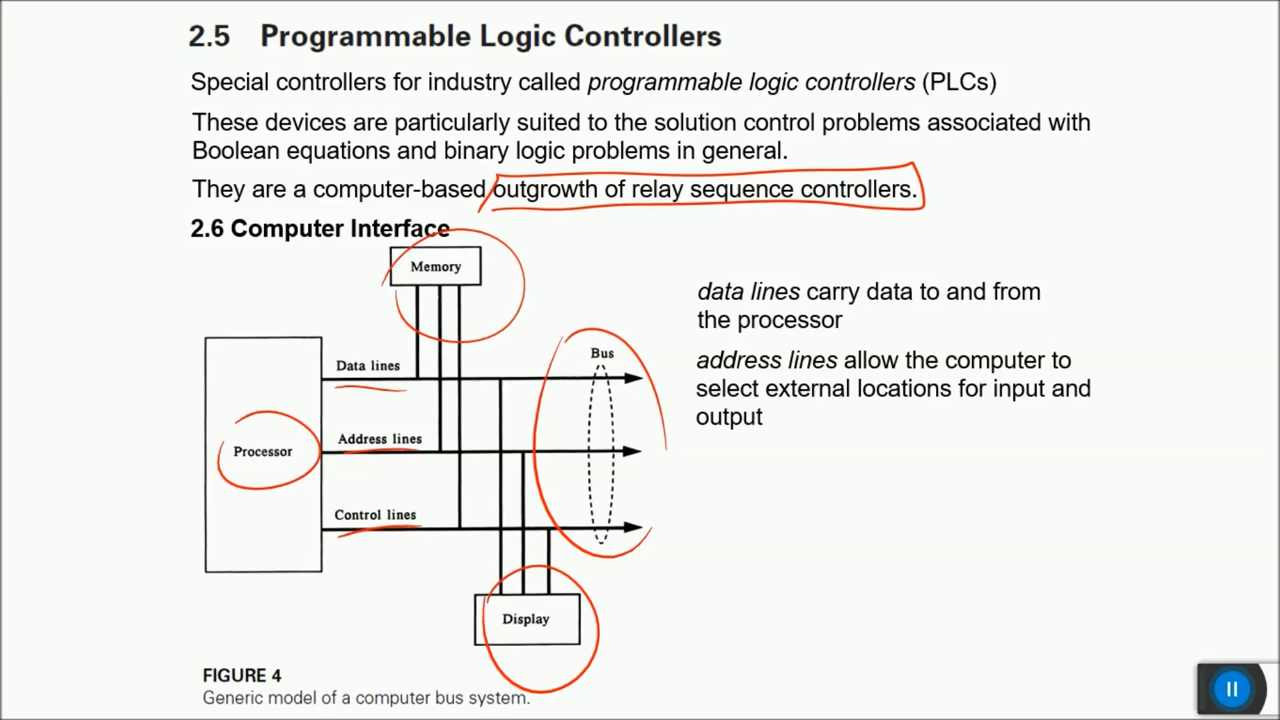 2.5 Programmable Logic Controllers
Special controllers for industry called programmable logic controllers (PLCs)
These devices are particularly suited to the solution control problems associated with
Boolean equations and binary logic problems in general.
They are a computer-based outgrowth of relay sequence controllers.
2.6 Computer Interface
Memory
data lines carry data to and from
the processor
Bus
Data lines
address lines allow the computer to
select external locations for input and
output
Address lines
Processor
Control lines
Display
FIGURE 4
Generic model of a computer bus system.